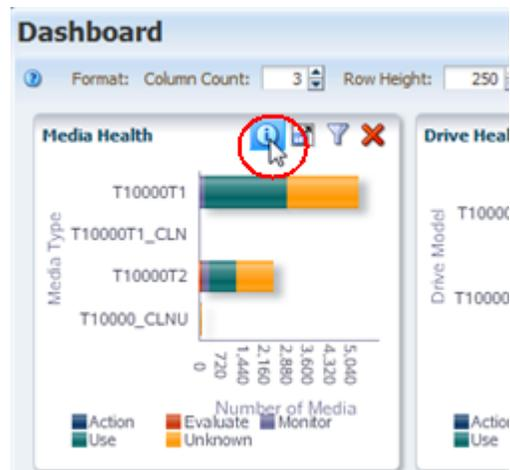 Dashboard
Format: Column Count: 3 Row Height: 250
Media Health
Drive Heal
Media Type
T10000T1
T10000T1_CLN
T10000T2
T10000_CLNU
0 720 1,440 2,160 2,880 3,600 4,320 5,040
Number of Media
Action Evaluate Monitor
Use Unknown
Drive Model
T10000
T10000
Action
Use